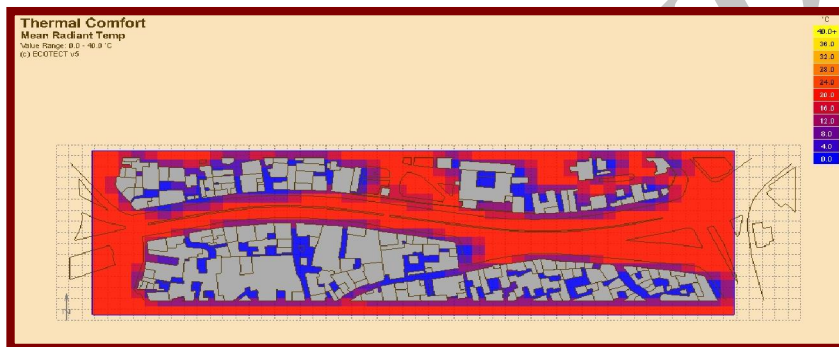 Thermal Comfort
Mean Radiant Temp
Value Range: 0.0 - 40.0 °C
(c) ECOTECT v5
°C
40.0+
36.0
32.0
28.0
24.0
20.0
16.0
12.0
8.0
4.0
0.0